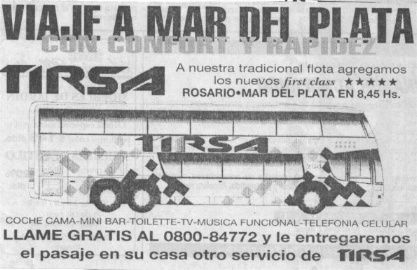 VIAJE A MAR DEL PLATA
CON CONFORT Y RAPIDEZ
TIRSA
A nuestra tradicional flota agregamos
los nuevos first class ★★★★★
ROSARIO•MAR DEL PLATA EN 8,45 Hs.
TIRSA
COCHE CAMA-MINI BAR-TOILETTE-TV-MUSICA FUNCIONAL-TELEFONIA CELULAR
LLAME GRATIS AL 0800-84772 y le entregaremos
el pasaje en su casa otro servicio de TIRSA